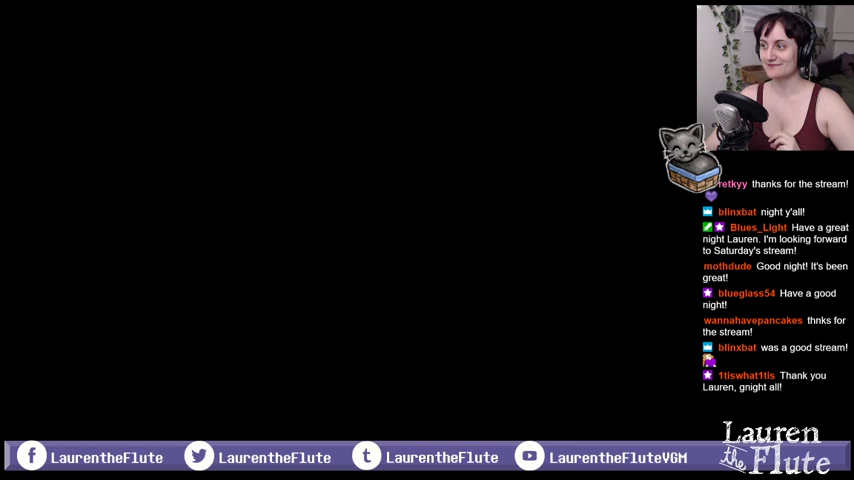 retkyy thanks for the stream!
blinxbat night y'all!
Blues_Light Have a great
night Lauren. I'm looking forward
to Saturday's stream!
mothdude Good night! It's been
great!
blueglass54 Have a good
night!
wannahavepancakes thnks for
the stream!
blinxbat was a good stream!
1tiswhat1tis Thank you
Lauren, gnight all!
LaurentheFlute LaurentheFlute LaurentheFlute LaurentheFluteVGM
Lauren
the Flute